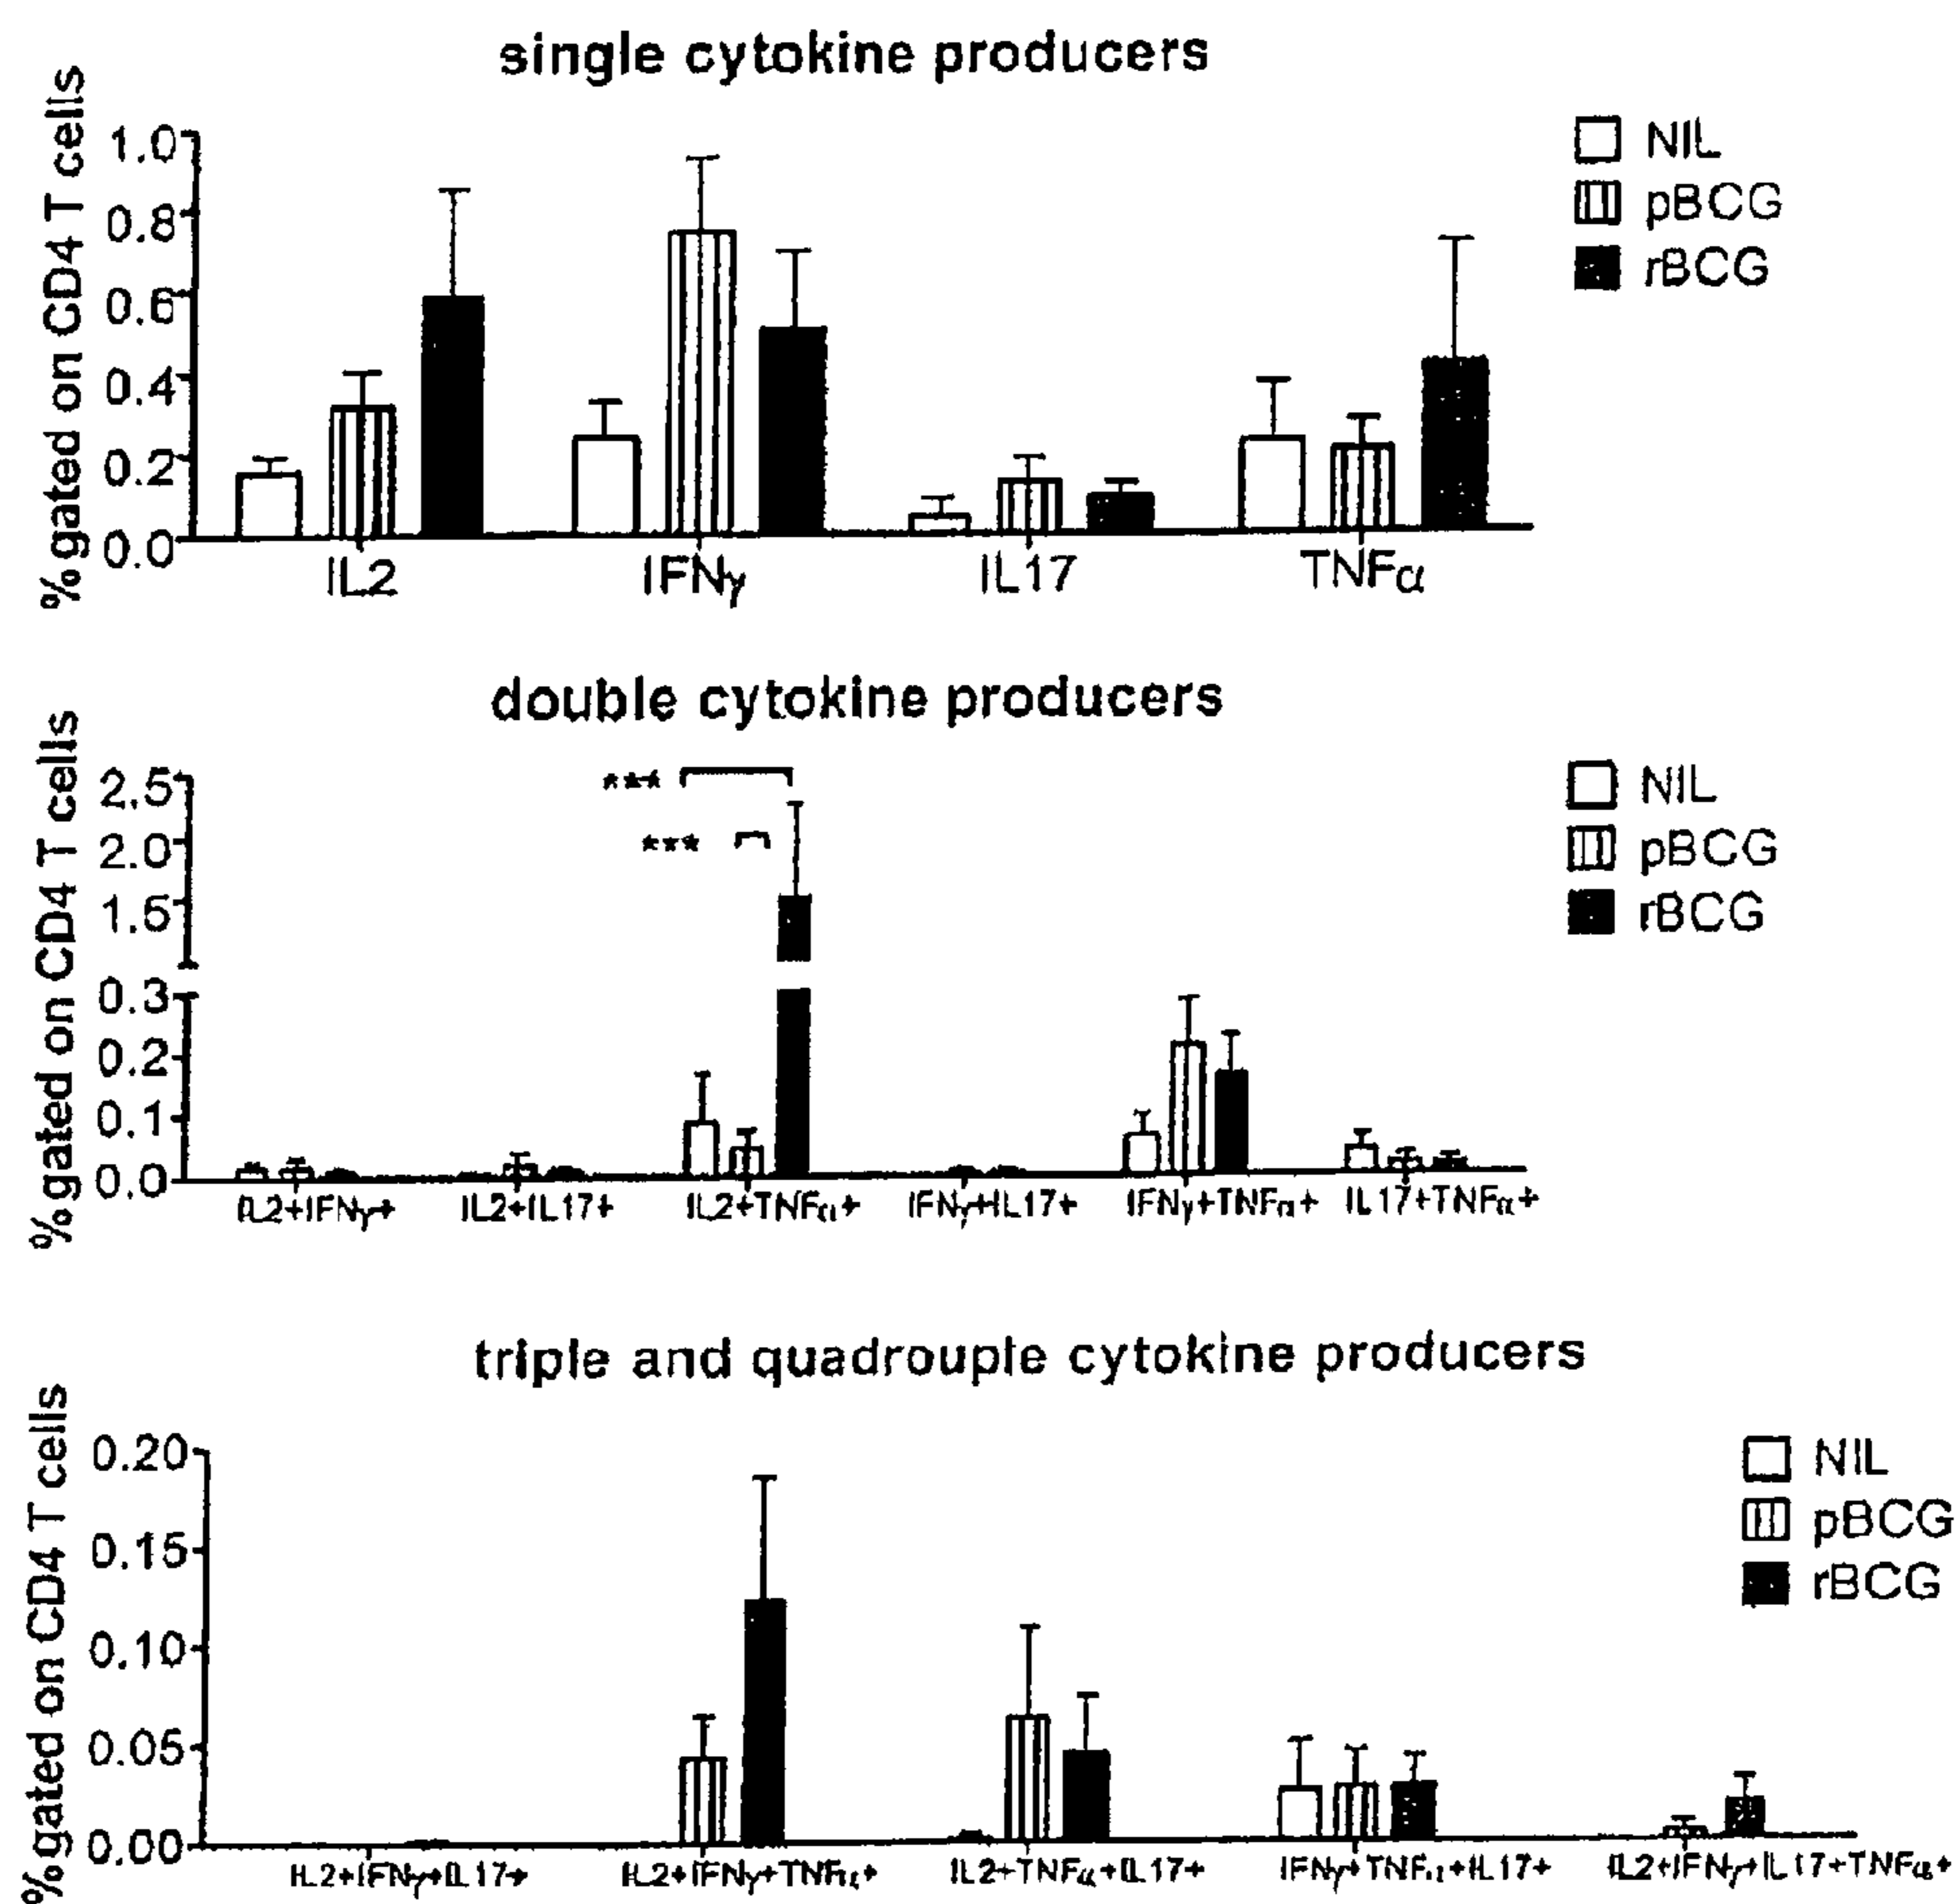 single cytokine producers
% gated on CD4 T cells
1.0
0.8
0.6
0.4
0.2
0.0
IL2 IFNγ IL17 TNFα
NIL
pBCG
rBCG
double cytokine producers
% gated on CD4 T cells
2.5
2.0
1.5
0.3
0.2
0.1
0.0
***
***
IL2+IFNγ+ IL2+IL17+ IL2+TNFα+ IFNγ+IL17+ IFNγ+TNFα+ IL17+TNFα+
NIL
pBCG
rBCG
triple and quadrouple cytokine producers
% gated on CD4 T cells
0.20
0.15
0.10
0.05
0.00
IL2+IFNγ+IL17+ IL2+IFNγ+TNFα+ IL2+TNFα+IL17+ IFNγ+TNFα+IL17+ IL2+IFNγ+IL17+TNFα+
NIL
pBCG
rBCG